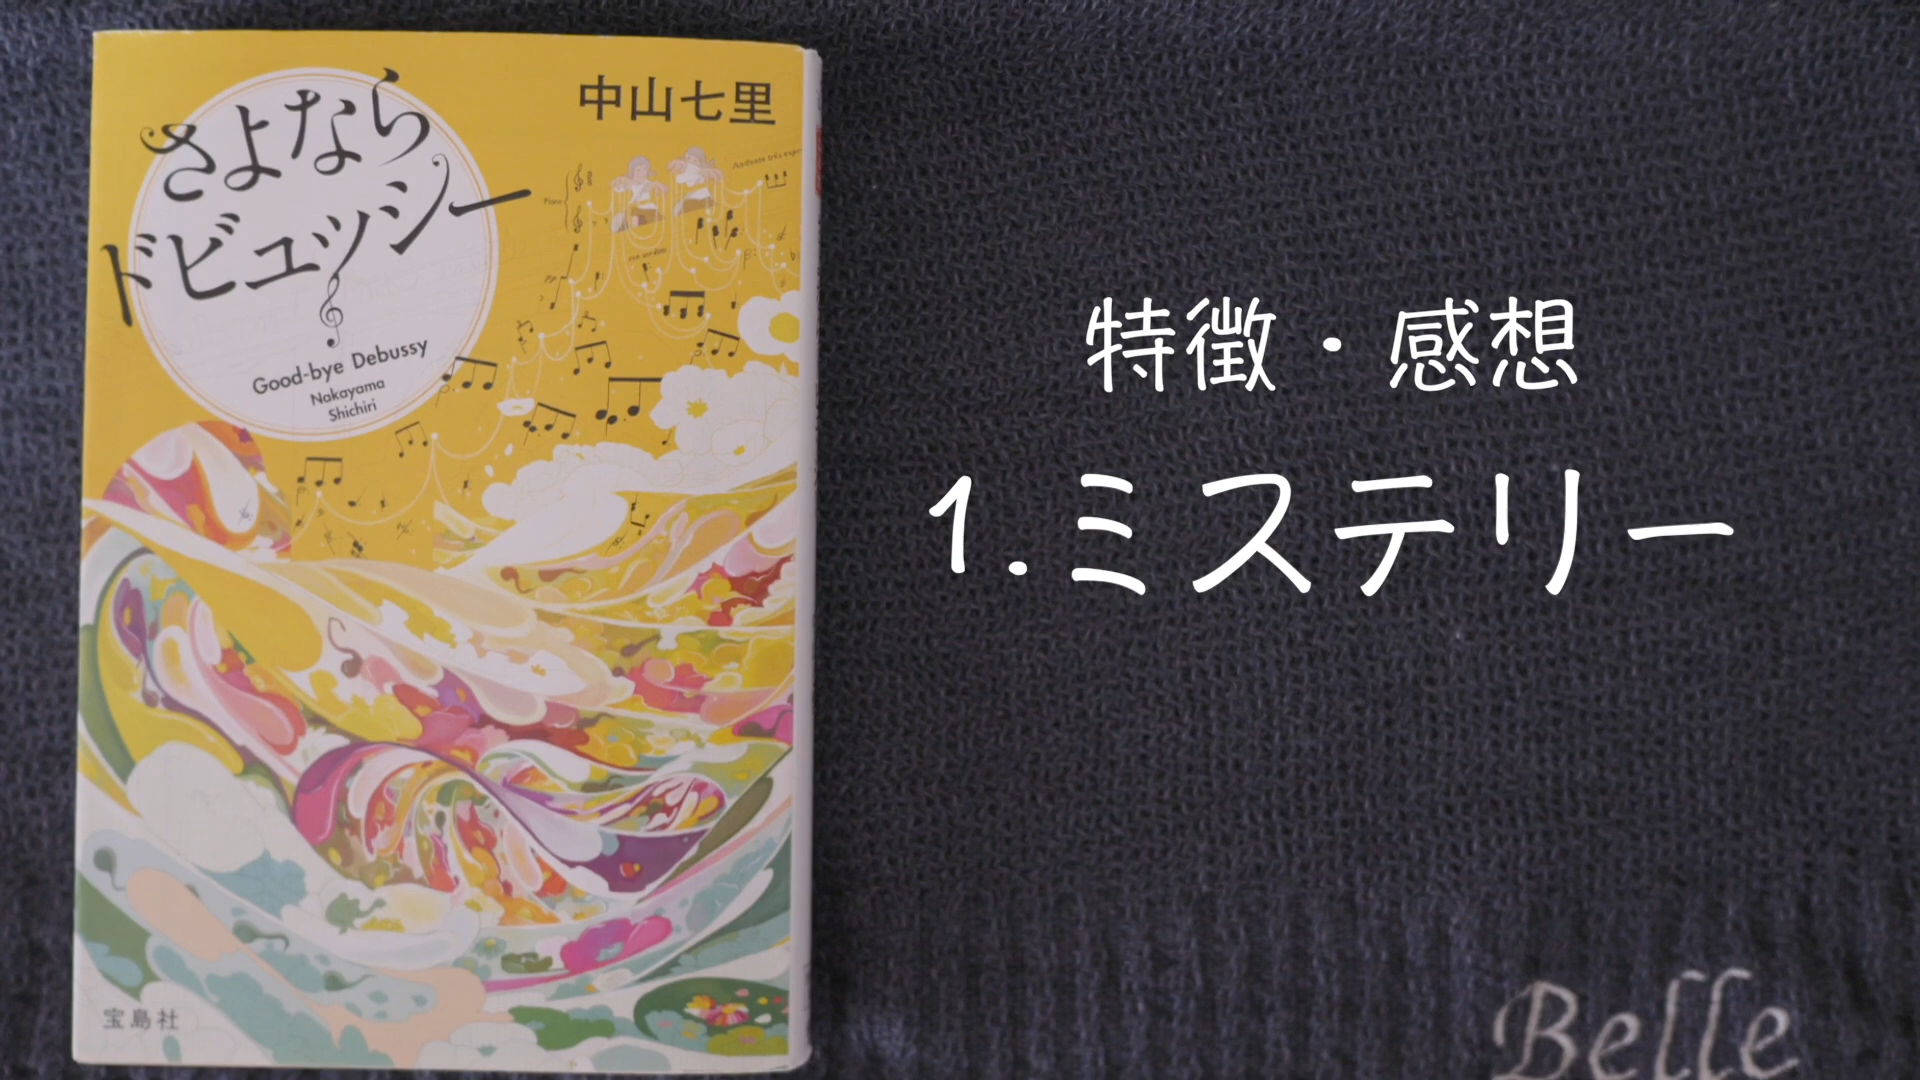 さよなら
ドビュッシー
Good-bye Debussy
Nakayama
Shichiri
中山七里
Piano
宝島社
特徴・感想
1.ミステリー
Belle